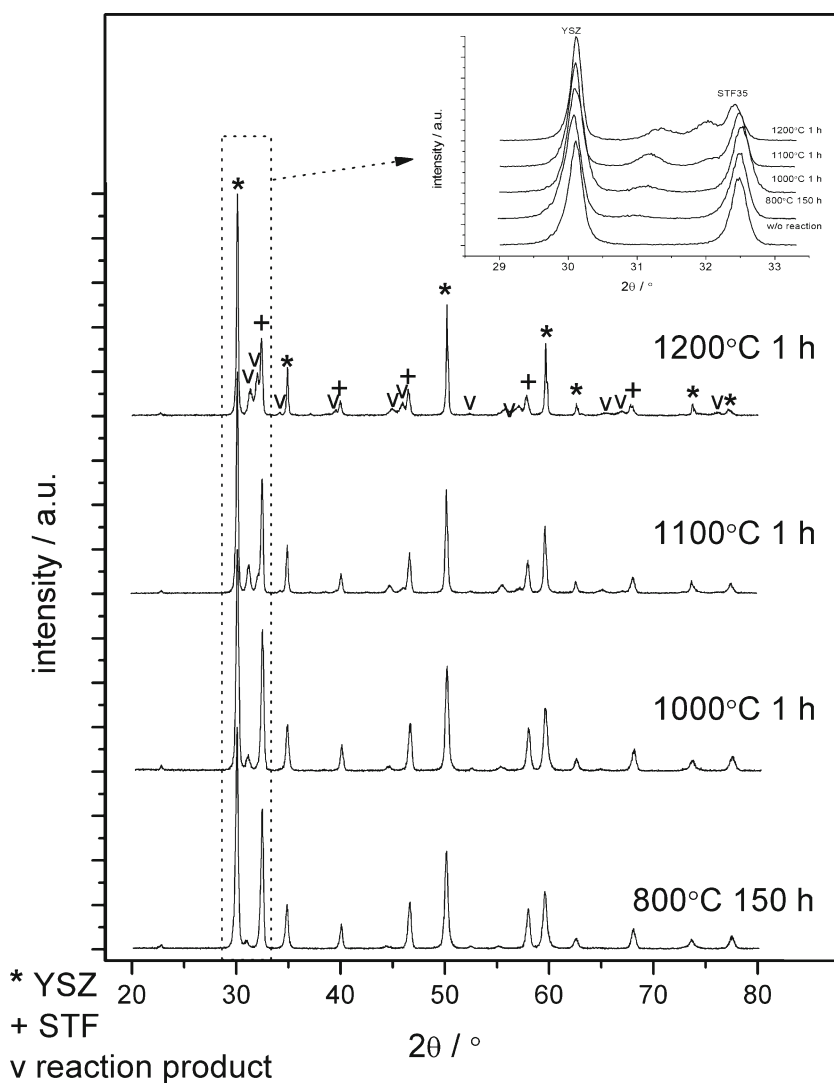 YSZ
STF35
1200°C 1 h
1100°C 1 h
1000°C 1 h
800°C 150 h
w/o reaction
intensity / a.u.
29 30 31 32 33
2θ / °
* 
+ v v * v + v v + * v + * v + * v v + * v *
1200°C 1 h
1100°C 1 h
1000°C 1 h
800°C 150 h
intensity / a.u.
20 30 40 50 60 70 80
2θ / °
* YSZ
+ STF
v reaction product